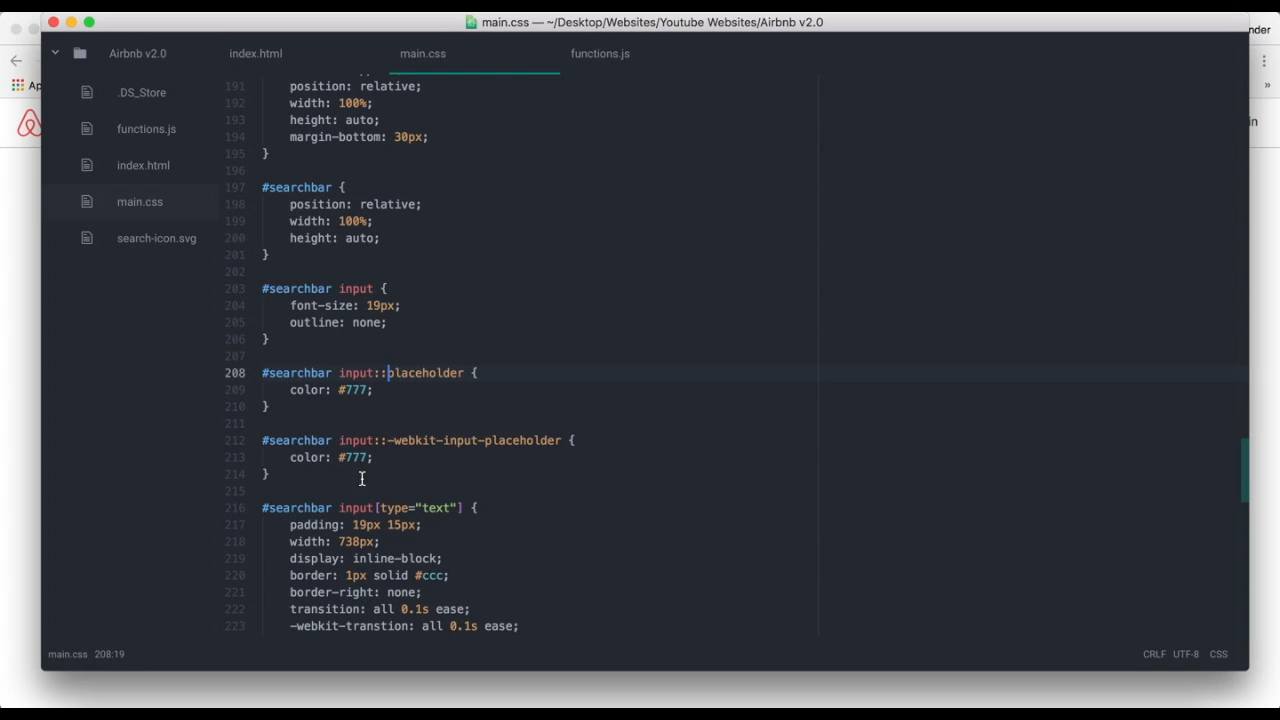 main.css — ~/Desktop/Websites/Youtube Websites/Airbnb v2.0
nder
Airbnb v2.0
index.html
main.css
functions.js
Ap
»
.DS_Store
functions.js
index.html
main.css
search-icon.svg
in
191 position: relative;
192 width: 100%;
193 height: auto;
194 margin-bottom: 30px;
195 }
196
197 #searchbar {
198 position: relative;
199 width: 100%;
200 height: auto;
201 }
202
203 #searchbar input {
204 font-size: 19px;
205 outline: none;
206 }
207
208 #searchbar input::placeholder {
209 color: #777;
210 }
211
212 #searchbar input::-webkit-input-placeholder {
213 color: #777;
214 }
215
216 #searchbar input[type="text"] {
217 padding: 19px 15px;
218 width: 738px;
219 display: inline-block;
220 border: 1px solid #ccc;
221 border-right: none;
222 transition: all 0.1s ease;
223 -webkit-transtion: all 0.1s ease;
main.css 208:19
CRLF UTF-8 CSS